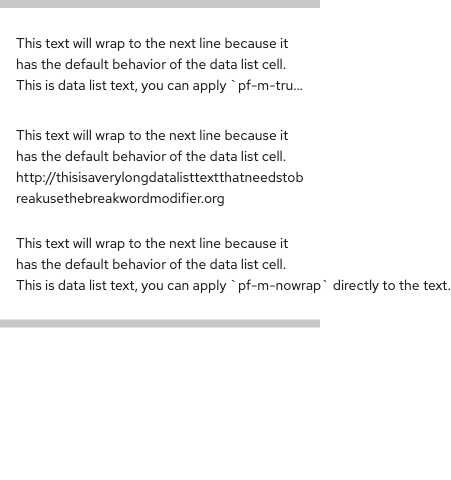 This text will wrap to the next line because it
has the default behavior of the data list cell.
This is data list text, you can apply `pf-m-tru...
This text will wrap to the next line because it
has the default behavior of the data list cell.
http://thisisaverylongdatalisttextthatneedstob
reakusethebreakwordmodifier.org
This text will wrap to the next line because it
has the default behavior of the data list cell.
This is data list text, you can apply `pf-m-nowrap` directly to the text.